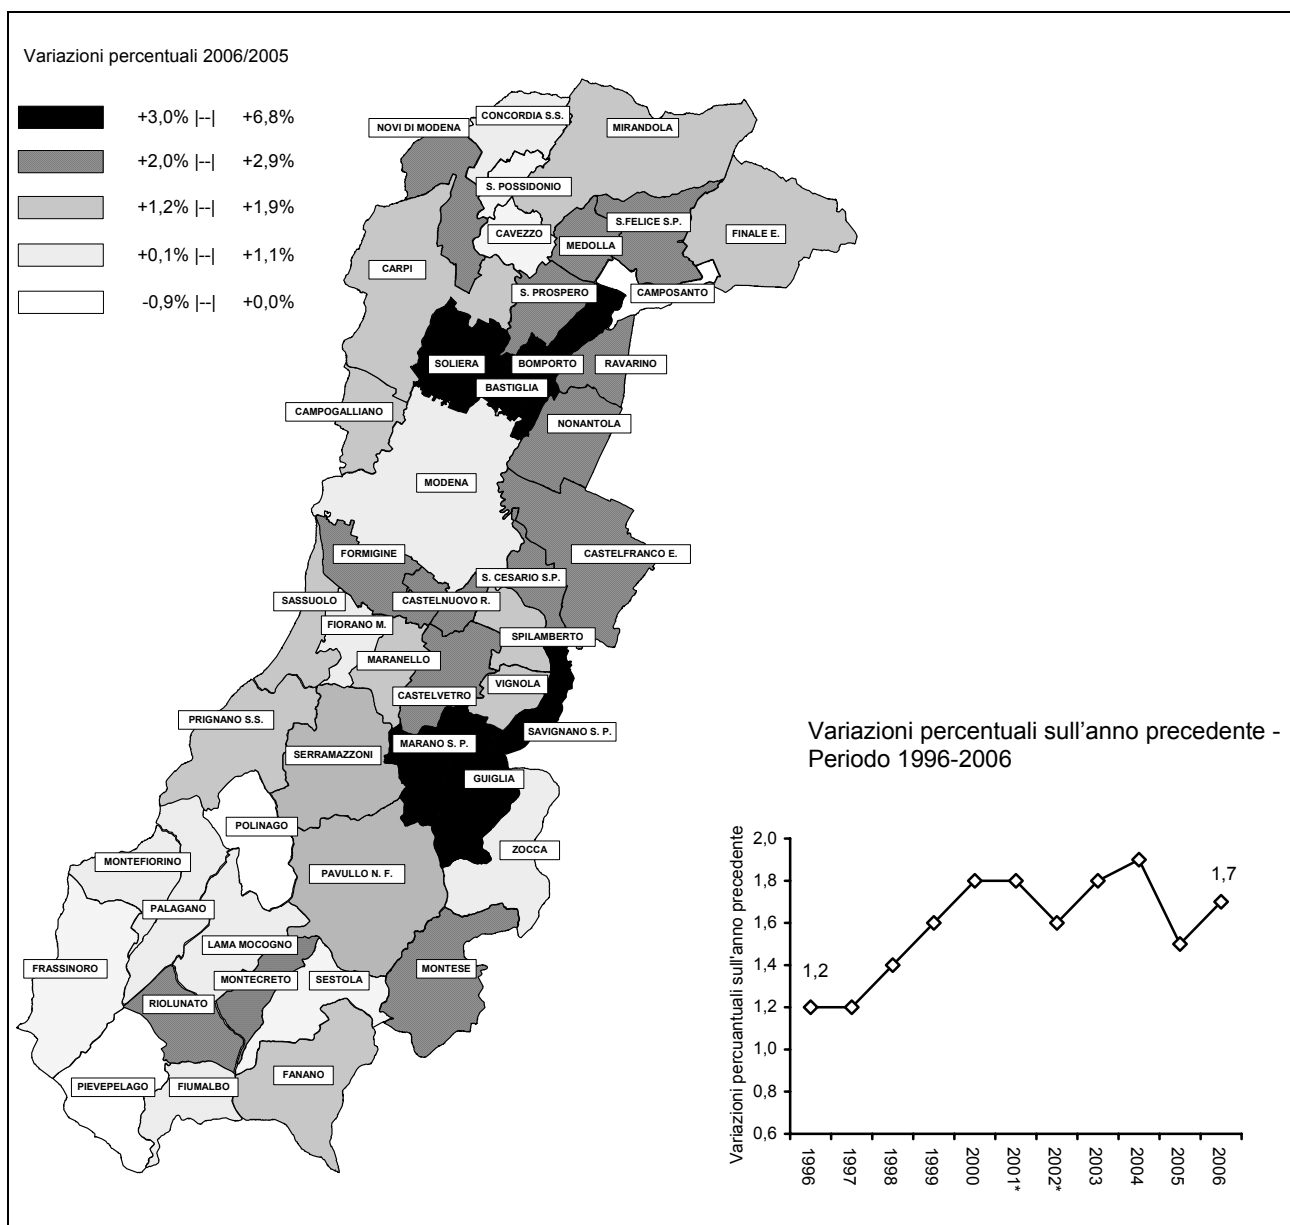 Variazioni percentuali 2006/2005
+3,0% |--| +6,8%
+2,0% |--| +2,9%
+1,2% |--| +1,9%
+0,1% |--| +1,1%
-0,9% |--| +0,0%
CONCORDIA S.S.
NOVI DI MODENA
MIRANDOLA
S. POSSIDONIO
S.FELICE S.P.
CAVEZZO
FINALE E.
MEDOLLA
CARPI
S. PROSPERO
CAMPOSANTO
SOLIERA
BOMPORTO
RAVARINO
BASTIGLIA
CAMPOGALLIANO
NONANTOLA
MODENA
FORMIGINE
CASTELFRANCO E.
S. CESARIO S.P.
SASSUOLO
CASTELNUOVO R.
FIORANO M.
SPILAMBERTO
MARANELLO
VIGNOLA
CASTELVETRO
PRIGNANO S.S.
SAVIGNANO S. P.
MARANO S. P.
SERRAMAZZONI
GUIGLIA
POLINAGO
ZOCCA
MONTEFIORINO
PAVULLO N. F.
PALAGANO
LAMA MOCOGNO
FRASSINORO
MONTECRETO
SESTOLA
MONTESE
RIOLUNATO
FANANO
PIEVEPELAGO
FIUMALBO
Variazioni percentuali sull'anno precedente -
Periodo 1996-2006
Variazioni percuantuali sull'anno precedente
2,0
1,8
1,6
1,4
1,2
1,0
0,8
0,6
1,2
1,7
1996
1997
1998
1999
2000
2001*
2002*
2003
2004
2005
2006